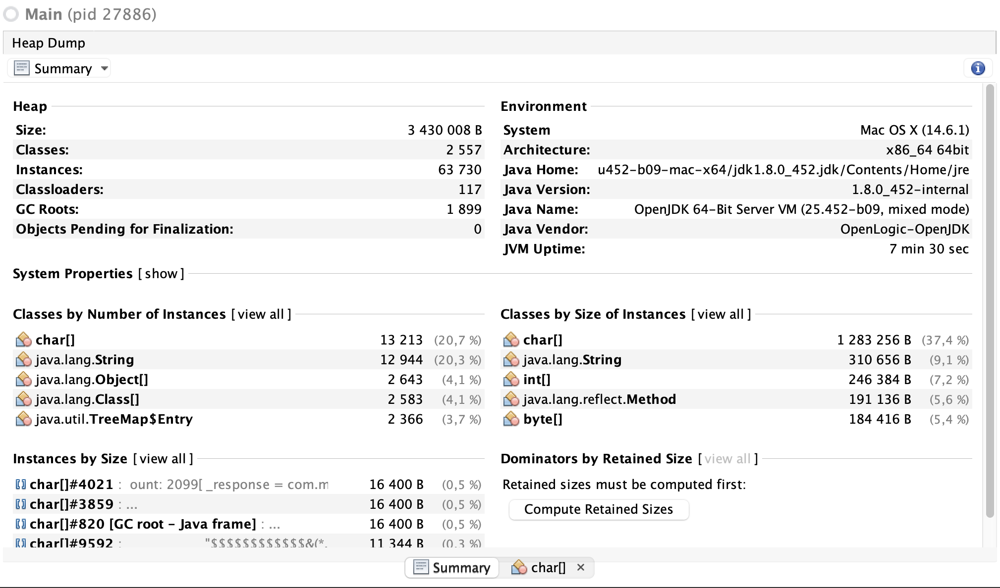 Main (pid 27886)
Heap Dump
Summary
Heap
Size: 3 430 008 B
Classes: 2 557
Instances: 63 730
Classloaders: 117
GC Roots: 1 899
Objects Pending for Finalization: 0
Environment
System Mac OS X (14.6.1)
Architecture: x86_64 64bit
Java Home: u452-b09-mac-x64/jdk1.8.0_452.jdk/Contents/Home/jre
Java Version: 1.8.0_452-internal
Java Name: OpenJDK 64-Bit Server VM (25.452-b09, mixed mode)
Java Vendor: OpenLogic-OpenJDK
JVM Uptime: 7 min 30 sec
System Properties [show]
Classes by Number of Instances [view all]
char[] 13 213 (20,7 %)
java.lang.String 12 944 (20,3 %)
java.lang.Object[] 2 643 (4,1 %)
java.lang.Class[] 2 583 (4,1 %)
java.util.TreeMap$Entry 2 366 (3,7 %)
Classes by Size of Instances [view all]
char[] 1 283 256 B (37,4 %)
java.lang.String 310 656 B (9,1 %)
int[] 246 384 B (7,2 %)
java.lang.reflect.Method 191 136 B (5,6 %)
byte[] 184 416 B (5,4 %)
Instances by Size [view all]
char[]#4021 : ount: 2099[ _response = com.m 16 400 B (0,5 %)
char[]#3859 : ... 16 400 B (0,5 %)
char[]#820 [GC root - Java frame] : ... 16 400 B (0,5 %)
char[]#9592 : "$$$$$$$$$$$$&(*. 11 344 B (0,3 %)
Dominators by Retained Size [view all]
Retained sizes must be computed first:
Compute Retained Sizes
Summary
char[] ×